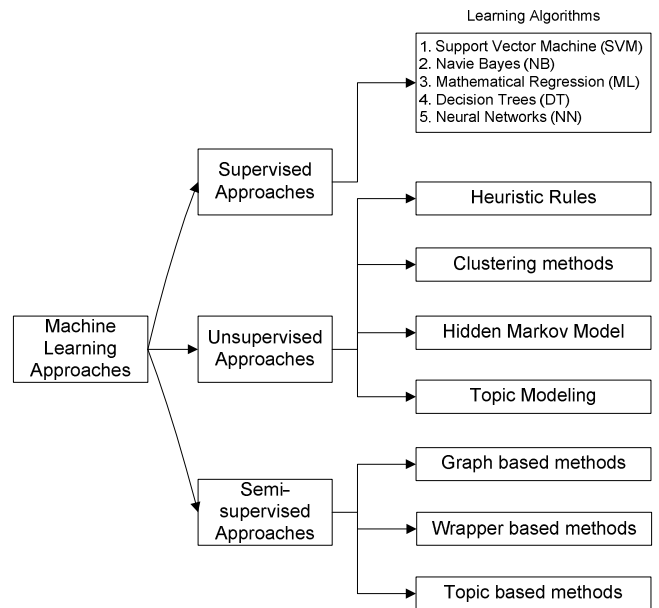 Learning Algorithms
1. Support Vector Machine (SVM)
2. Navie Bayes (NB)
3. Mathematical Regression (ML)
4. Decision Trees (DT)
5. Neural Networks (NN)
Supervised
Approaches
Heuristic Rules
Clustering methods
Machine
Learning
Approaches
Unsupervised
Approaches
Hidden Markov Model
Topic Modeling
Semi-
supervised
Approaches
Graph based methods
Wrapper based methods
Topic based methods